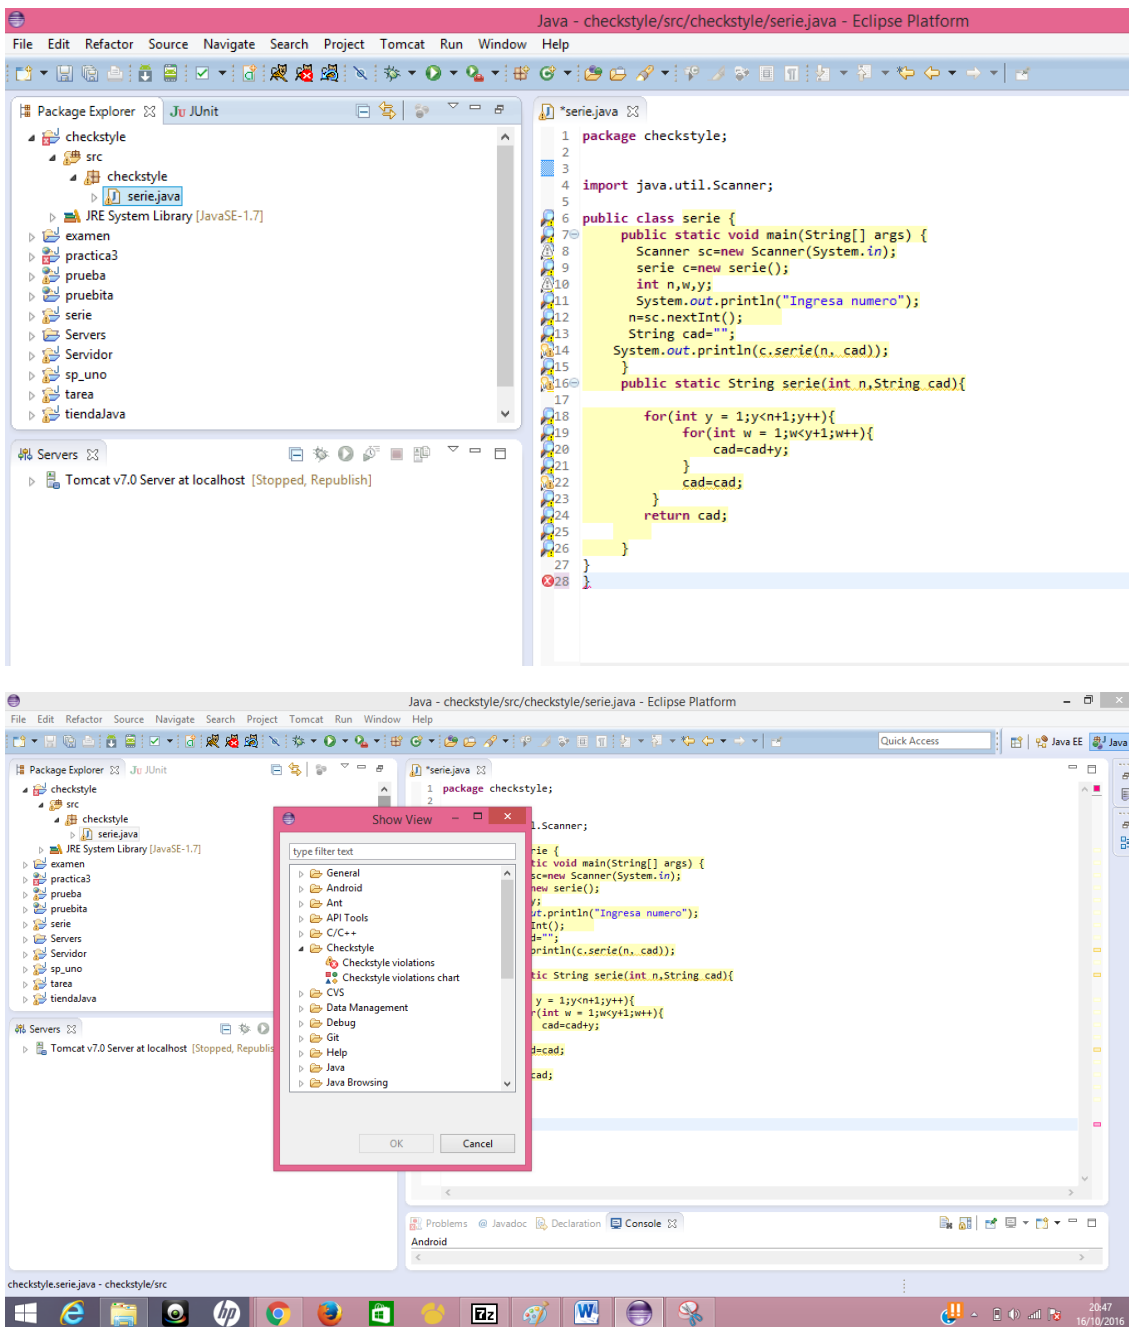 Java - checkstyle/src/checkstyle/serie.java - Eclipse Platform
File Edit Refactor Source Navigate Search Project Tomcat Run Window Help
Package Explorer Ju JUnit
checkstyle
src
checkstyle
serie.java
JRE System Library [JavaSE-1.7]
examen
practica3
prueba
pruebita
serie
Servers
Servidor
sp_uno
tarea
tiendaJava
Servers
Tomcat v7.0 Server at localhost [Stopped, Republish]
*serie.java
1 package checkstyle;
2
3
4 import java.util.Scanner;
5
6 public class serie {
7 public static void main(String[] args) {
8 Scanner sc=new Scanner(System.in);
9 serie c=new serie();
10 int n,w,y;
11 System.out.println("Ingresa numero");
12 n=sc.nextInt();
13 String cad="";
14 System.out.println(c.serie(n, cad));
15 }
16 public static String serie(int n,String cad){
17
18 for(int y = 1;y<n+1;y++){
19 for(int w = 1;w<y+1;w++){
20 cad=cad+y;
21 }
22 cad=cad;
23 }
24 return cad;
25
26 }
27 }
28 }
Java - checkstyle/src/checkstyle/serie.java - Eclipse Platform
File Edit Refactor Source Navigate Search Project Tomcat Run Window Help
Quick Access
Java EE
Java
Package Explorer Ju JUnit
checkstyle
src
checkstyle
serie.java
JRE System Library [JavaSE-1.7]
examen
practica3
prueba
pruebita
serie
Servers
Servidor
sp_uno
tarea
tiendaJava
Servers
Tomcat v7.0 Server at localhost [Stopped, Republis
Show View
type filter text
General
Android
Ant
API Tools
C/C++
Checkstyle
Checkstyle violations
Checkstyle violations chart
CVS
Data Management
Debug
Git
Help
Java
Java Browsing
OK Cancel
*serie.java
1 package checkstyle;
2
l.Scanner;
rie {
tic void main(String[] args) {
sc=new Scanner(System.in);
new serie();
y;
ut.println("Ingresa numero");
Int();
d="";
println(c.serie(n, cad));
tic String serie(int n,String cad){
y = 1;y<n+1;y++){
r(int w = 1;w<y+1;w++){
cad=cad+y;
d=cad;
cad;
Problems @ Javadoc Declaration Console
Android
checkstyle.serie.java - checkstyle/src
hp
7z
W
20:47
16/10/2016